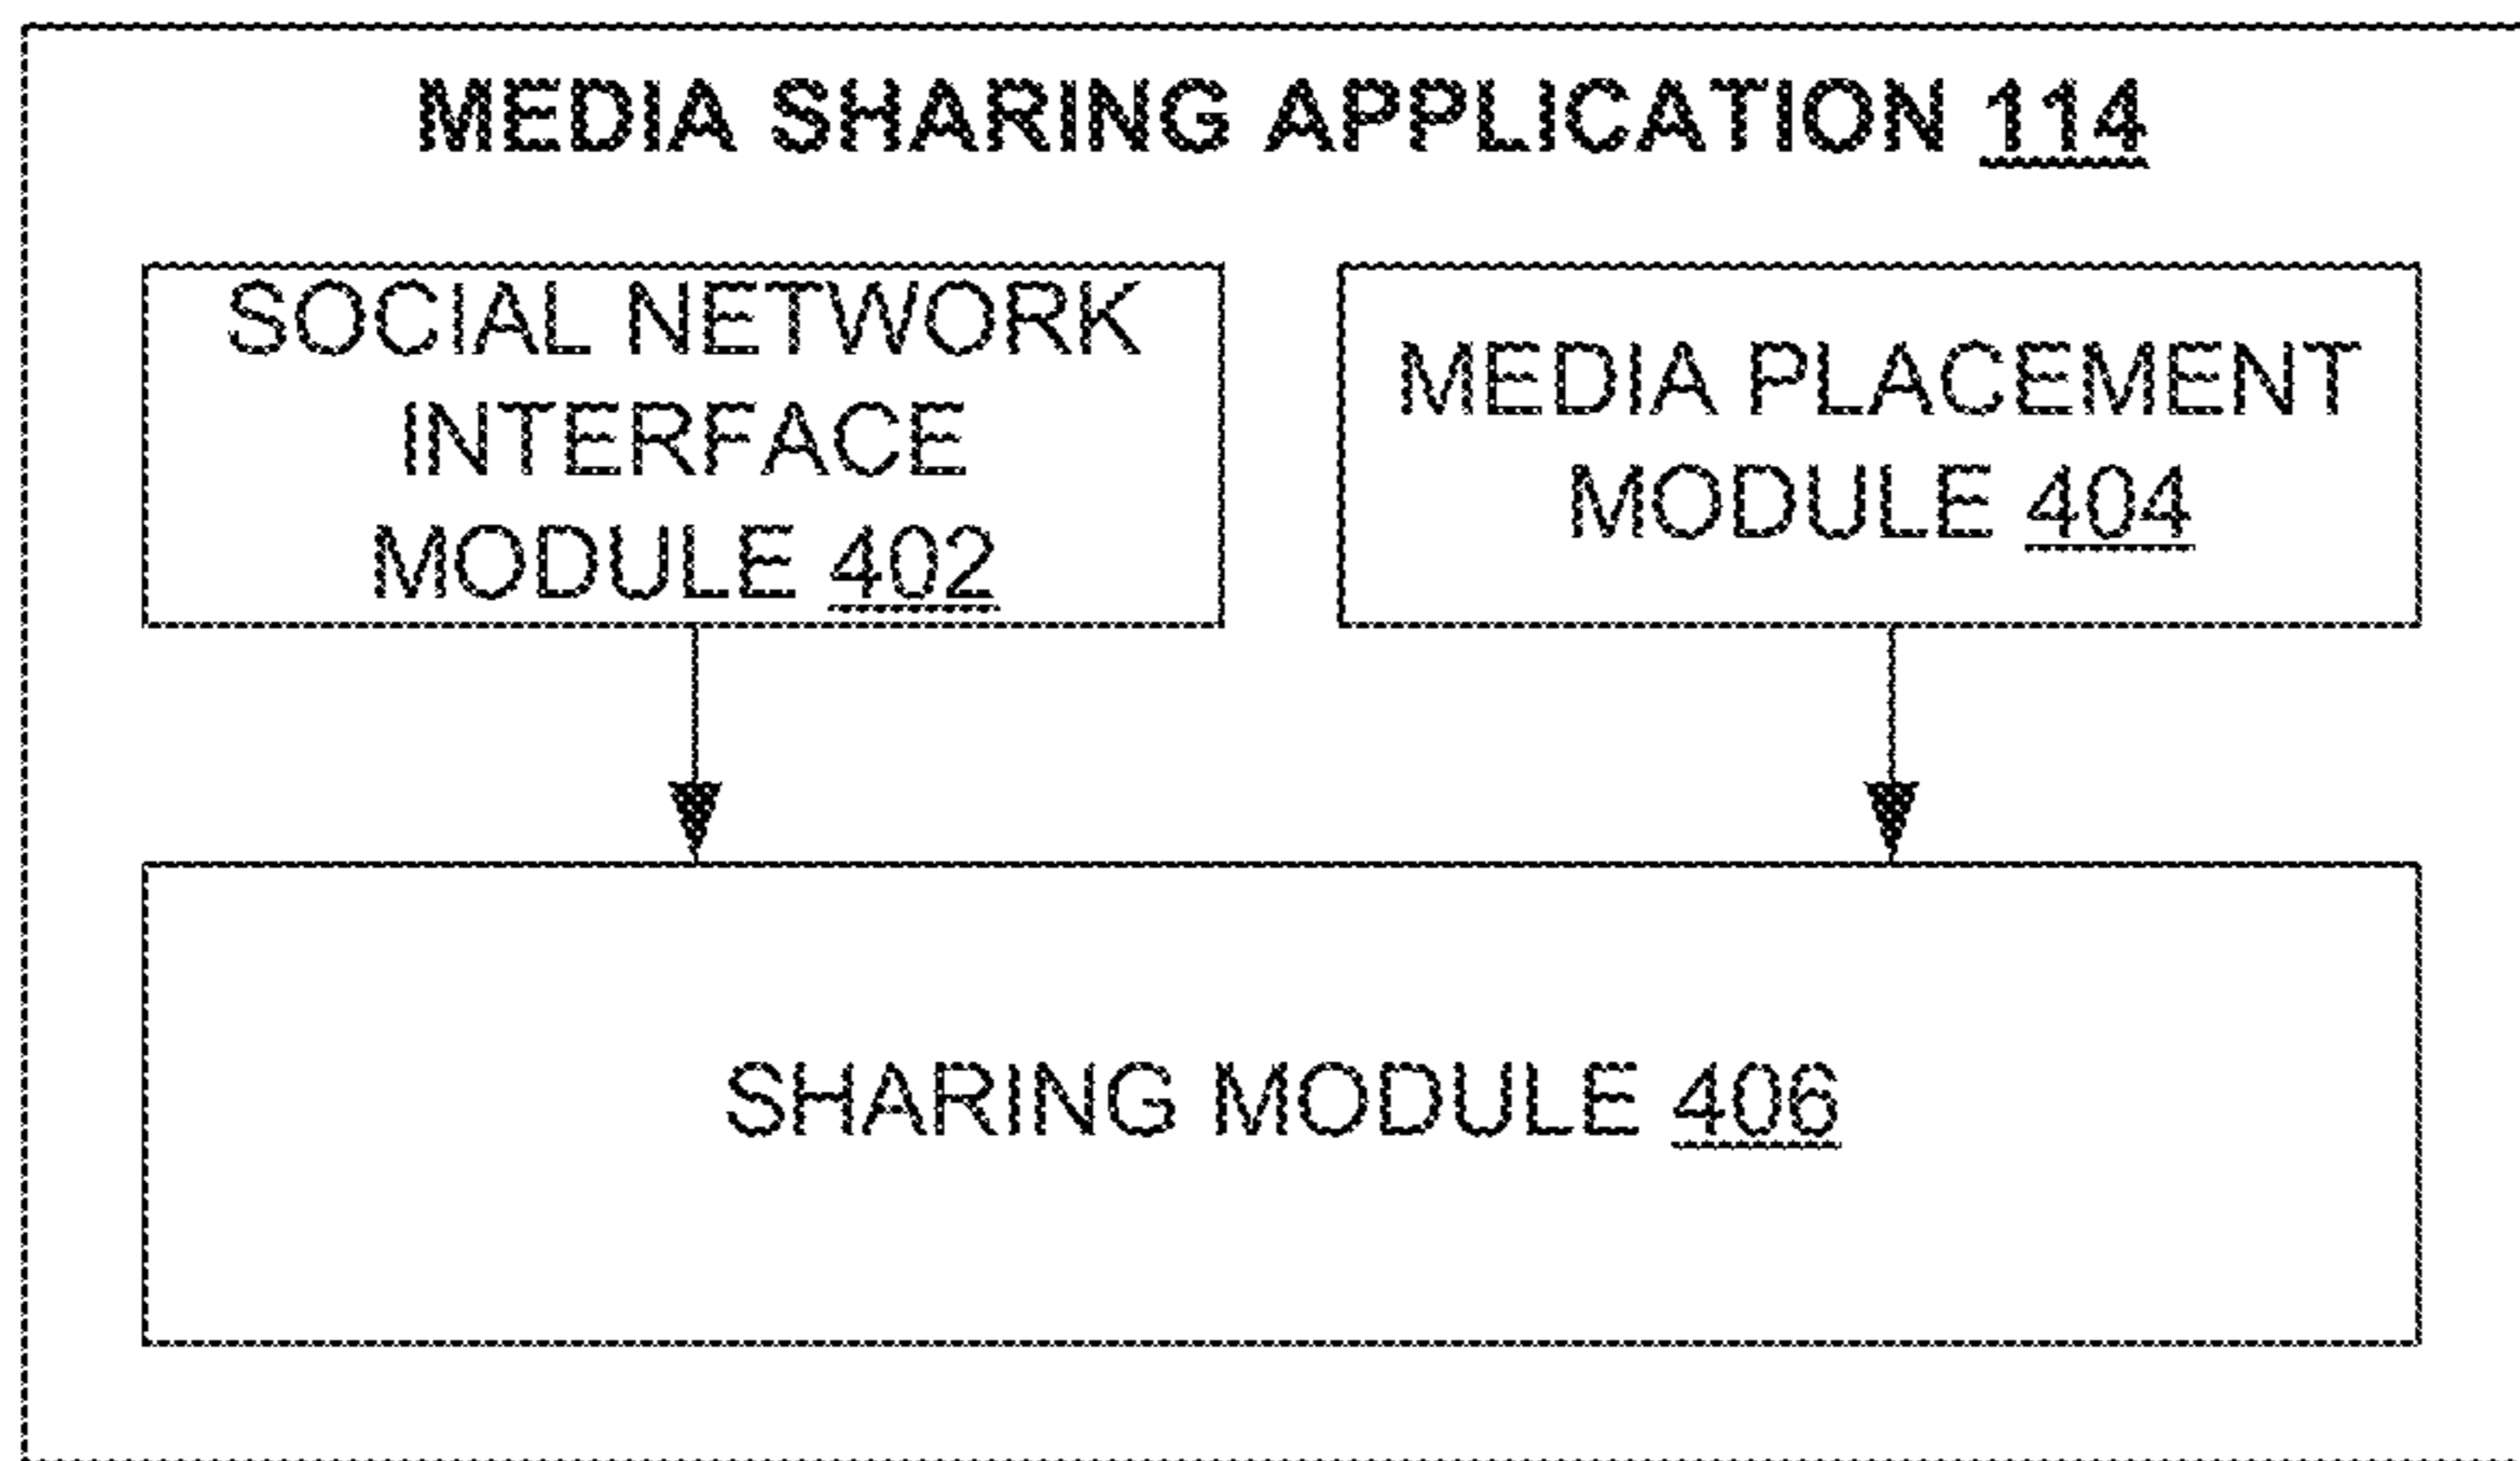 MEDIA SHARING APPLICATION 114
SOCIAL NETWORK
INTERFACE
MODULE 402
MEDIA PLACEMENT
MODULE 404
SHARING MODULE 406